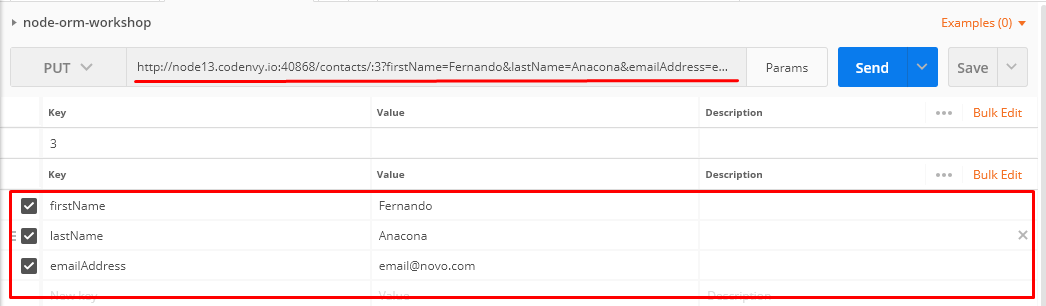 node-orm-workshop Examples (0)
PUT http://node13.codenvy.io:40868/contacts/:3?firstName=Fernando&lastName=Anacona&emailAddress=e... Params Send Save
Key Value Description Bulk Edit
3
Key Value Description Bulk Edit
firstName Fernando
lastName Anacona
emailAddress email@novo.com
New key Value Description